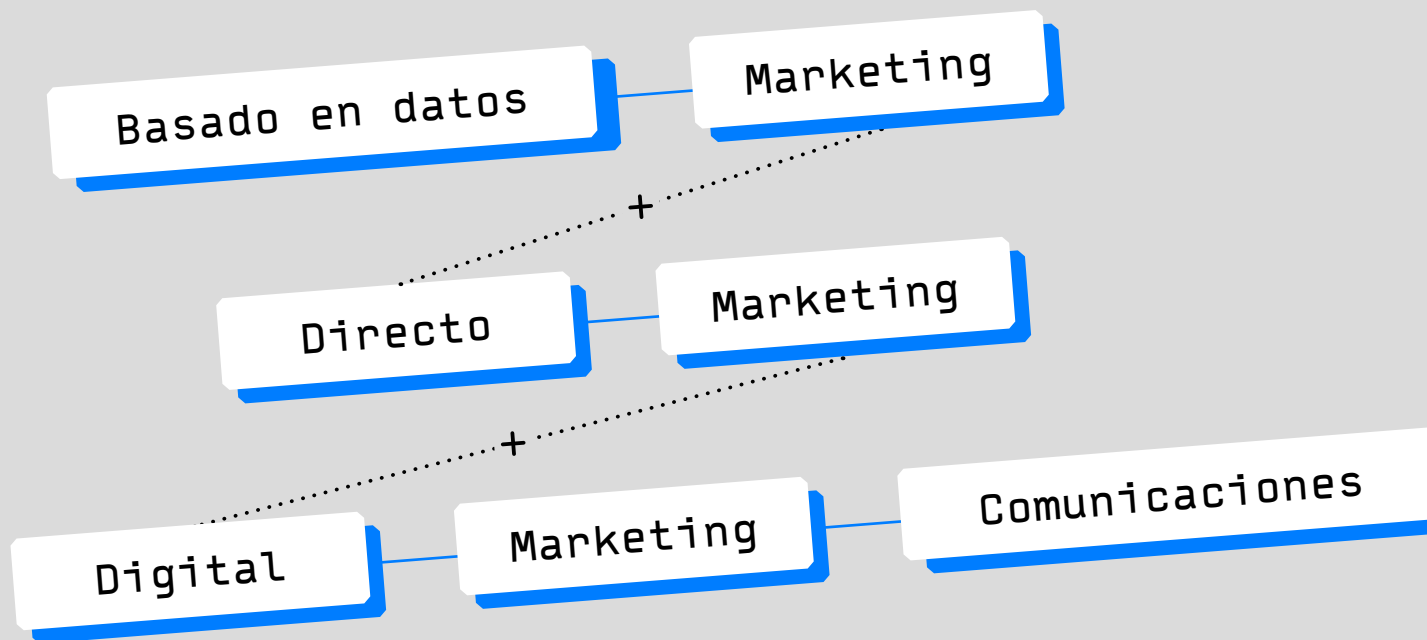 Basado en datos Marketing
+
Directo Marketing
+
Digital Marketing Comunicaciones